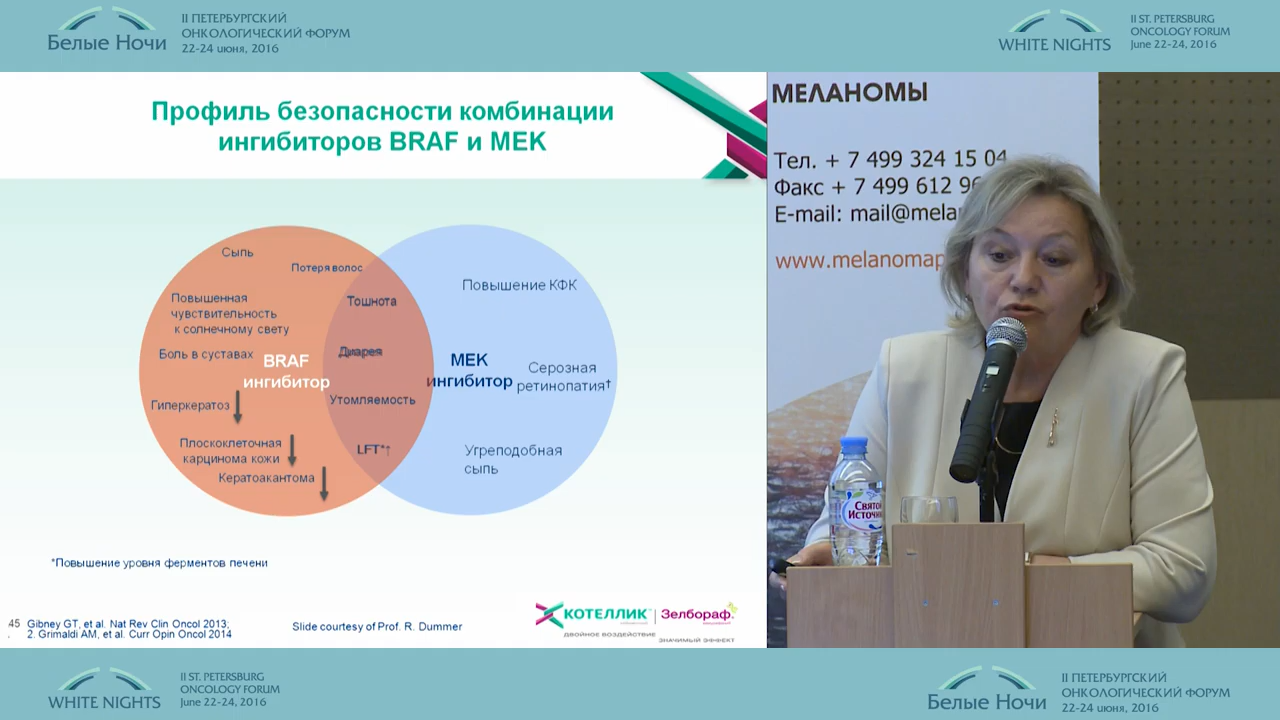 Белые Ночи
II ПЕТЕРБУРГСКИЙ
ОНКОЛОГИЧЕСКИЙ ФОРУМ
22-24 июня, 2016
WHITE NIGHTS
II ST. PETERSBURG
ONCOLOGY FORUM
June 22-24, 2016
Профиль безопасности комбинации
ингибиторов BRAF и MEK
Сыпь
Потеря волос
Повышенная
чувствительность
к солнечному свету
Боль в суставах
BRAF
ингибитор
Гиперкератоз
Плоскоклеточная
карцинома кожи
Кератоакантома
Тошнота
Диарея
Утомляемость
LFT*↑
MEK
ингибитор
Повышение КФК
Серозная
ретинопатия†
Угреподобная
сыпь
*Повышение уровня ферментов печени
45
Gibney GT, et al. Nat Rev Clin Oncol 2013;
2. Grimaldi AM, et al. Curr Opin Oncol 2014
Slide courtesy of Prof. R. Dummer
КОТЕЛЛИК
Зелбораф
ДВОЙНОЕ ВОЗДЕЙСТВИЕ
ЗНАЧИМЫЙ ЭФФЕКТ
МЕЛАНОМЫ
Тел. + 7 499 324 15 04
Факс + 7 499 612 96
E-mail: mail@mela
www.melanomap
Святой
Источник
WHITE NIGHTS
II ST. PETERSBURG
ONCOLOGY FORUM
June 22-24, 2016
Белые Ночи
II ПЕТЕРБУРГСКИЙ
ОНКОЛОГИЧЕСКИЙ ФОРУМ
22-24 июня, 2016